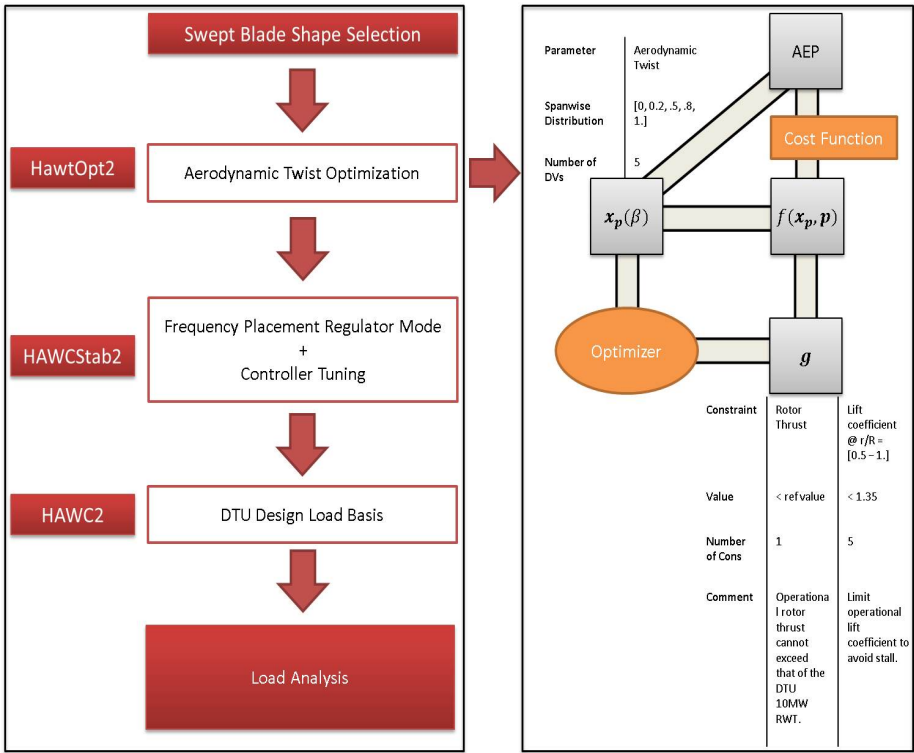 Swept Blade Shape Selection
HawtOpt2
Aerodynamic Twist Optimization
HAWCStab2
Frequency Placement Regulator Mode
+
Controller Tuning
HAWC2
DTU Design Load Basis
Load Analysis
Parameter
Aerodynamic
Twist
Spanwise
Distribution
[0, 0.2, .5, .8,
1.]
Number of
DVs
5
AEP
Cost Function
x_p(β)
f(x_p, p)
Optimizer
g
Constraint
Rotor
Thrust
Lift
coefficient
@ r/R =
[0.5 – 1.]
Value
< ref value
< 1.35
Number
of Cons
1
5
Comment
Operationa
l rotor
thrust
cannot
exceed
that of the
DTU
10MW
RWT.
Limit
operational
lift
coefficient to
avoid stall.